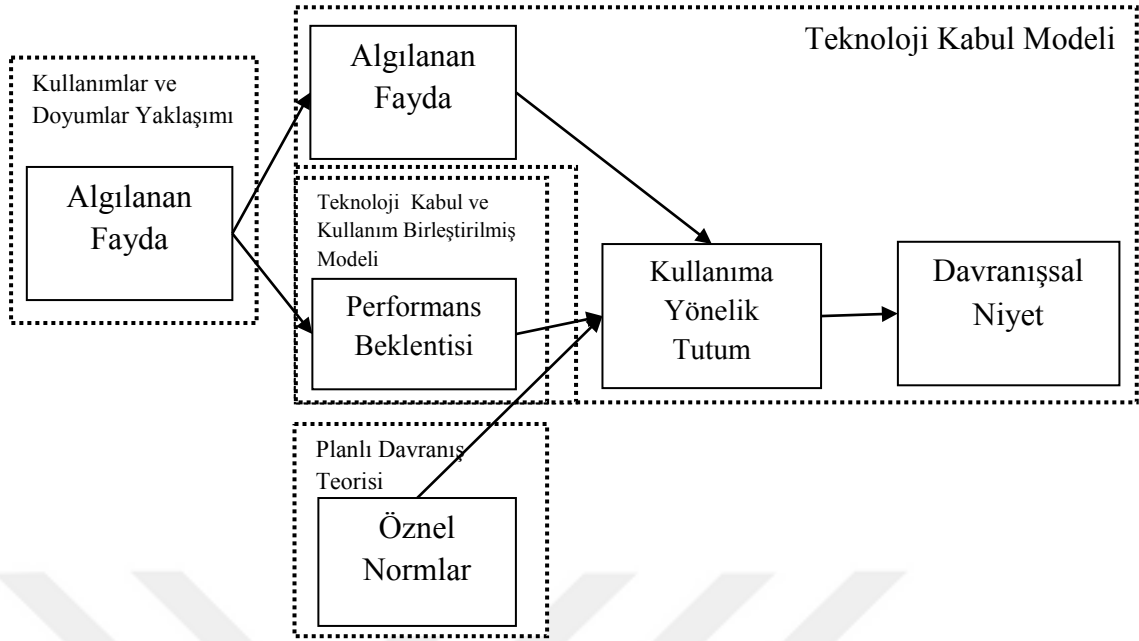 Teknoloji Kabul Modeli
Kullanımlar ve
Doyumlar Yaklaşımı
Algılanan
Fayda
Algılanan
Fayda
Teknoloji Kabul ve
Kullanım Birleştirilmiş
Modeli
Performans
Beklentisi
Kullanıma
Yönelik
Tutum
Davranışsal
Niyet
Planlı Davranış
Teorisi
Öznel
Normlar